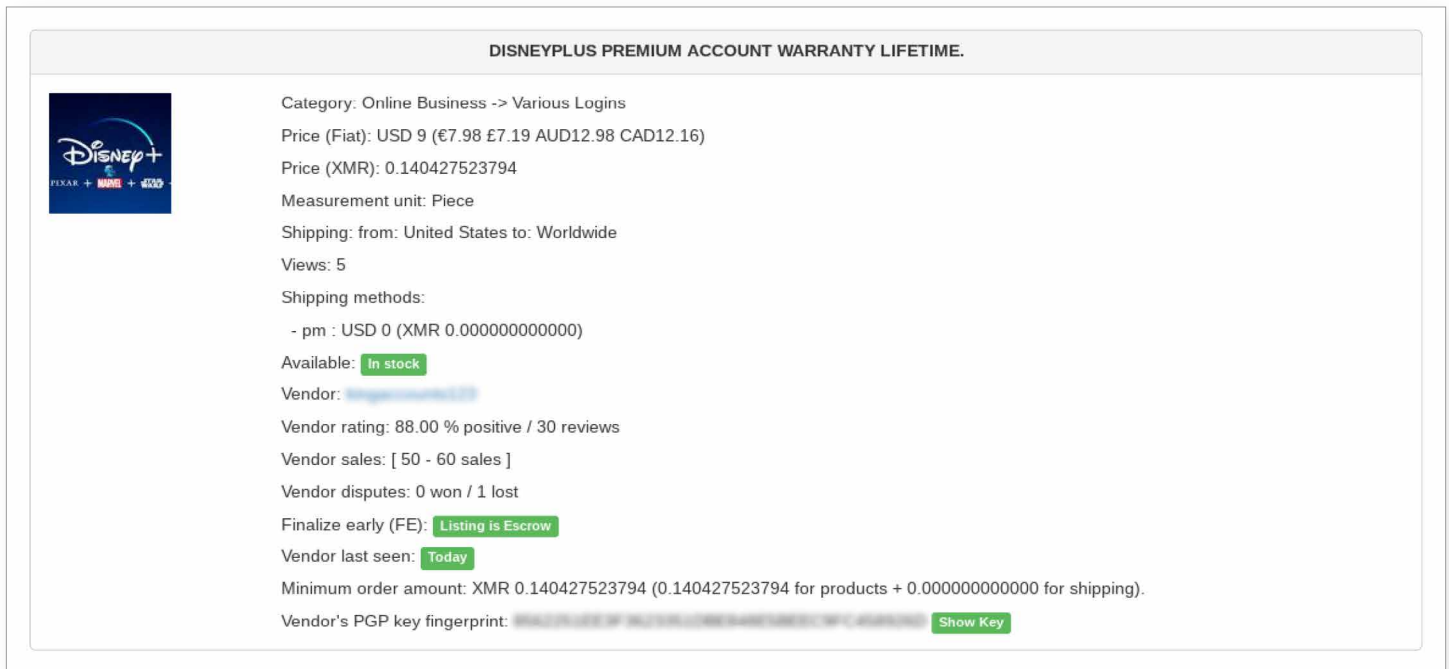 DISNEYPLUS PREMIUM ACCOUNT WARRANTY LIFETIME.
Disney+
PIXAR + MARVEL + STAR WARS
Category: Online Business -> Various Logins
Price (Fiat): USD 9 (€7.98 £7.19 AUD12.98 CAD12.16)
Price (XMR): 0.140427523794
Measurement unit: Piece
Shipping: from: United States to: Worldwide
Views: 5
Shipping methods:
- pm : USD 0 (XMR 0.000000000000)
Available: In stock
Vendor:
Vendor rating: 88.00 % positive / 30 reviews
Vendor sales: [ 50 - 60 sales ]
Vendor disputes: 0 won / 1 lost
Finalize early (FE): Listing is Escrow
Vendor last seen: Today
Minimum order amount: XMR 0.140427523794 (0.140427523794 for products + 0.000000000000 for shipping).
Vendor's PGP key fingerprint: Show Key